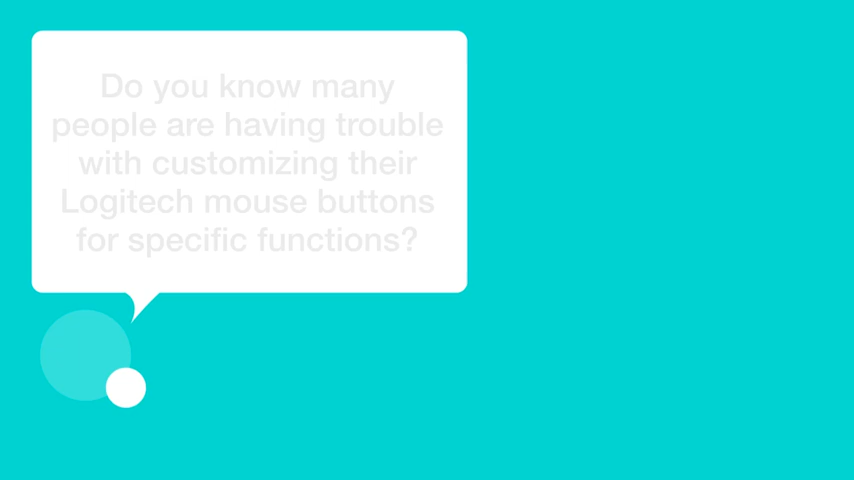 Do you know many
people are having trouble
with customizing their
Logitech mouse buttons
for specific functions?